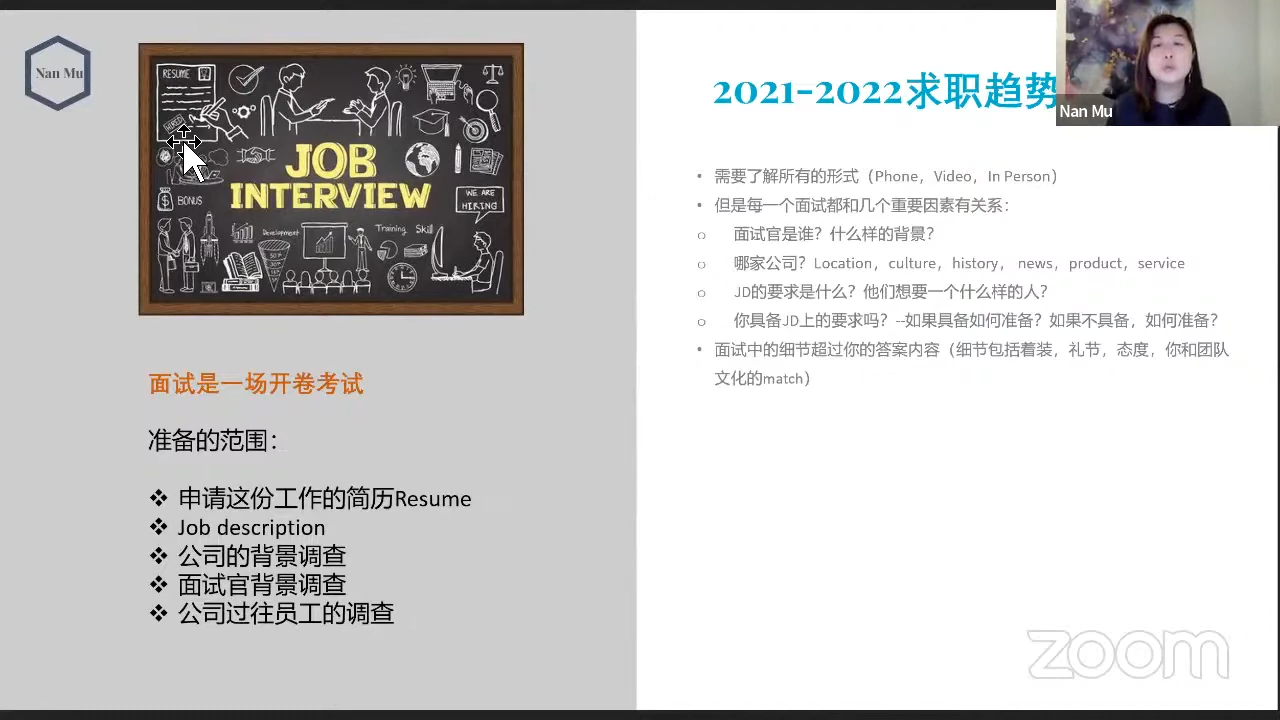 Nan Mu
RESUME
HIRED
JOB
INTERVIEW
BONUS
WE ARE
HIRING
Development
Training Skill
面试是一场开卷考试
准备的范围：
❖ 申请这份工作的简历Resume
❖ Job description
❖ 公司的背景调查
❖ 面试官背景调查
❖ 公司过往员工的调查
2021-2022求职趋势
Nan Mu
• 需要了解所有的形式（Phone，Video，In Person）
• 但是每一个面试都和几个重要因素有关系：
o 面试官是谁？什么样的背景？
o 哪家公司？Location，culture，history， news，product，service
o JD的要求是什么？他们想要一个什么样的人？
o 你具备JD上的要求吗？--如果具备如何准备？如果不具备，如何准备？
• 面试中的细节超过你的答案内容（细节包括着装，礼节，态度，你和团队
文化的match）
zoom